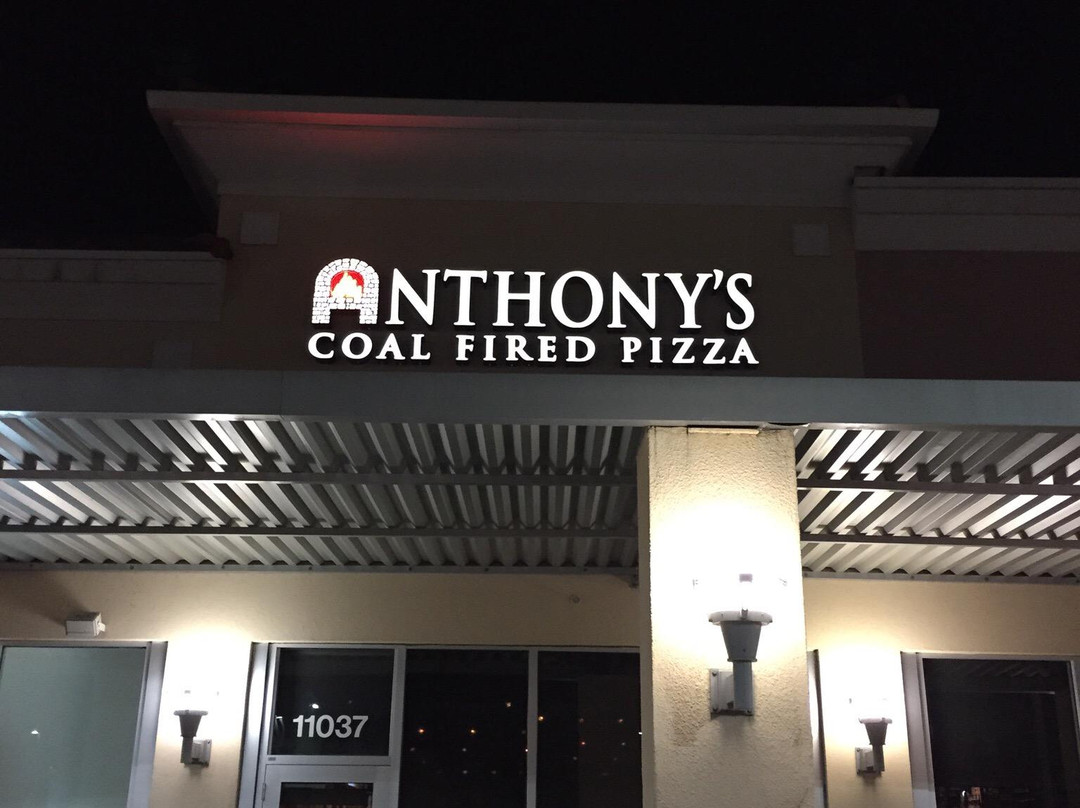 ANTHONY'S
COAL FIRED PIZZA
11037